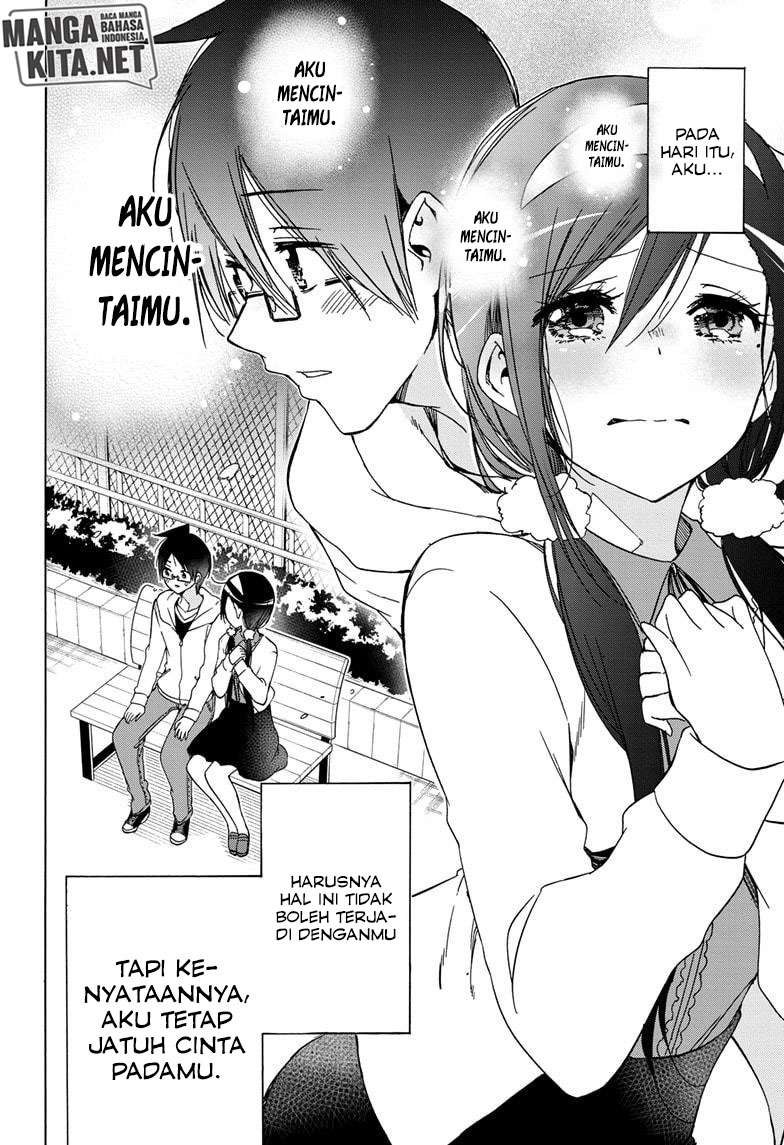 MANGA
KITA.NET
BACA MANGA
BAHASA
INDONESIA,
PADA
HARI ITU,
AKU...
AKU
MENCIN-
TAIMU.
AKU
MENCIN-
TAIMU.
AKU
MENCIN-
TAIMU.
AKU
MENCIN-
TAIMU.
HARUSNYA
HAL INI TIDAK
BOLEH TERJA-
DI DENGANMU
TAPI KE-
NYATAANNYA,
AKU TETAP
JATUH CINTA
PADAMU.